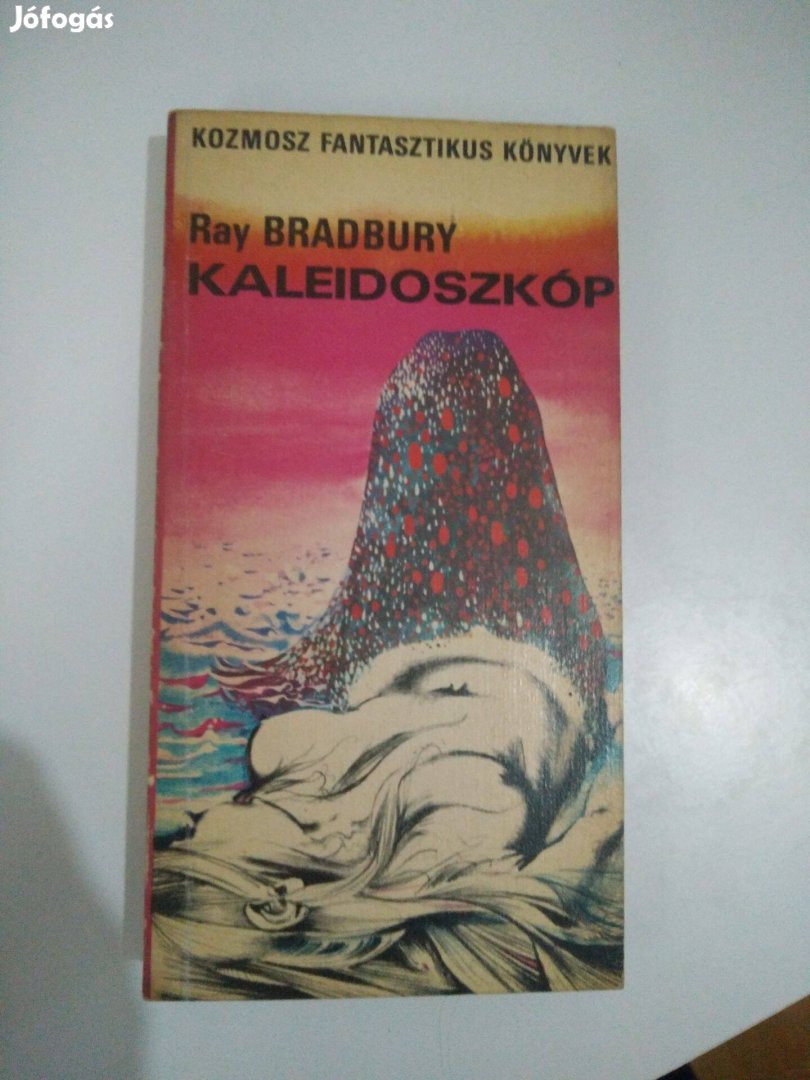 Jófogás
KOZMOSZ FANTASZTIKUS KÖNYVEK
Ray BRADBURY
KALEIDOSZKÓP